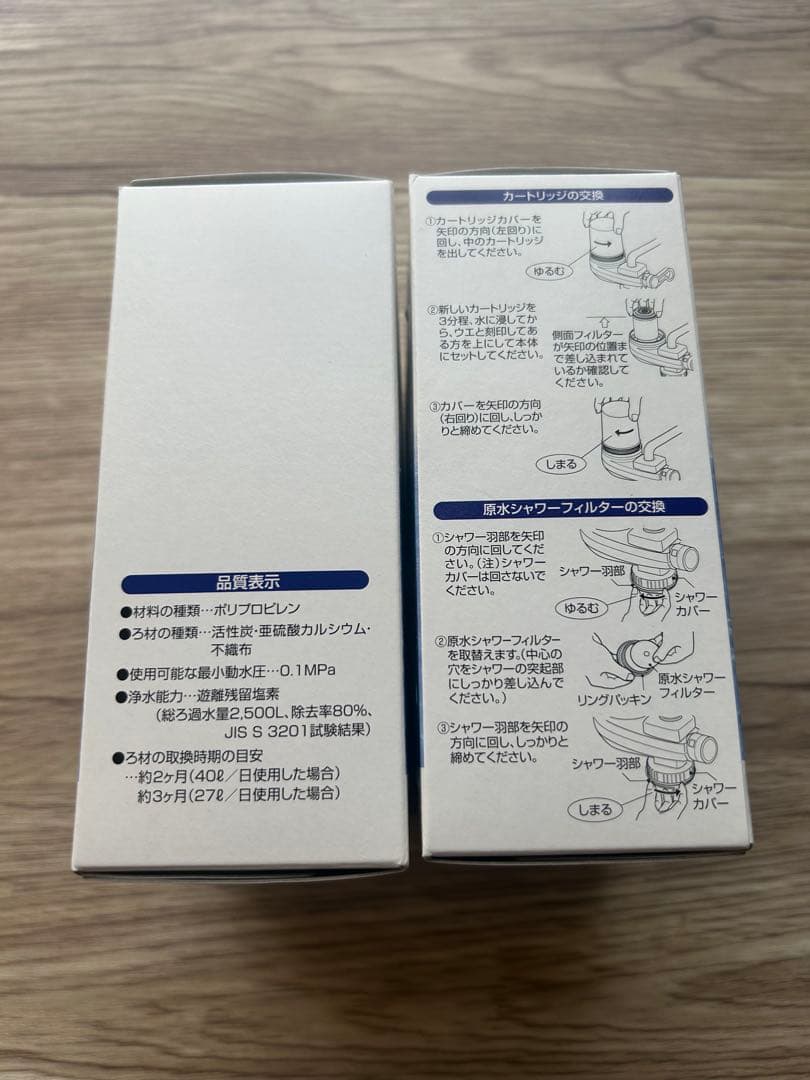 品質表示
●材料の種類…ポリプロピレン
●ろ材の種類…活性炭・亜硫酸カルシウム・
不織布
●使用可能な最小動水圧…0.1MPa
●浄水能力…遊離残留塩素
(総ろ過水量2,500L、除去率80%、
JIS S 3201試験結果)
●ろ材の取換時期の目安
…約2ヶ月(40ℓ/日使用した場合)
約3ヶ月(27ℓ/日使用した場合)
カートリッジの交換
①カートリッジカバーを
矢印の方向(左回り)に
回し、中のカートリッジ
を出してください。
ゆるむ
②新しいカートリッジを
3分程、水に浸してか
ら、ウエと刻印してあ
る方を上にして本体
にセットしてください。
側面フィルター
が矢印の位置ま
で差し込まれて
いるか確認して
ください。
③カバーを矢印の方向
(右回り)に回し、しっか
りと締めてください。
しまる
原水シャワーフィルターの交換
①シャワー羽部を矢印
の方向に回してくだ
さい。(注)シャワー
カバーは回さないで
ください。
シャワー羽部
ゆるむ
シャワー
カバー
②原水シャワーフィルター
を取替えます。(中心の
穴をシャワーの突起部
にしっかり差し込んで
ください。)
リングパッキン
原水シャワー
フィルター
③シャワー羽部を矢印の
方向に回し、しっかりと
締めてください。
シャワー羽部
しまる
シャワー
カバー